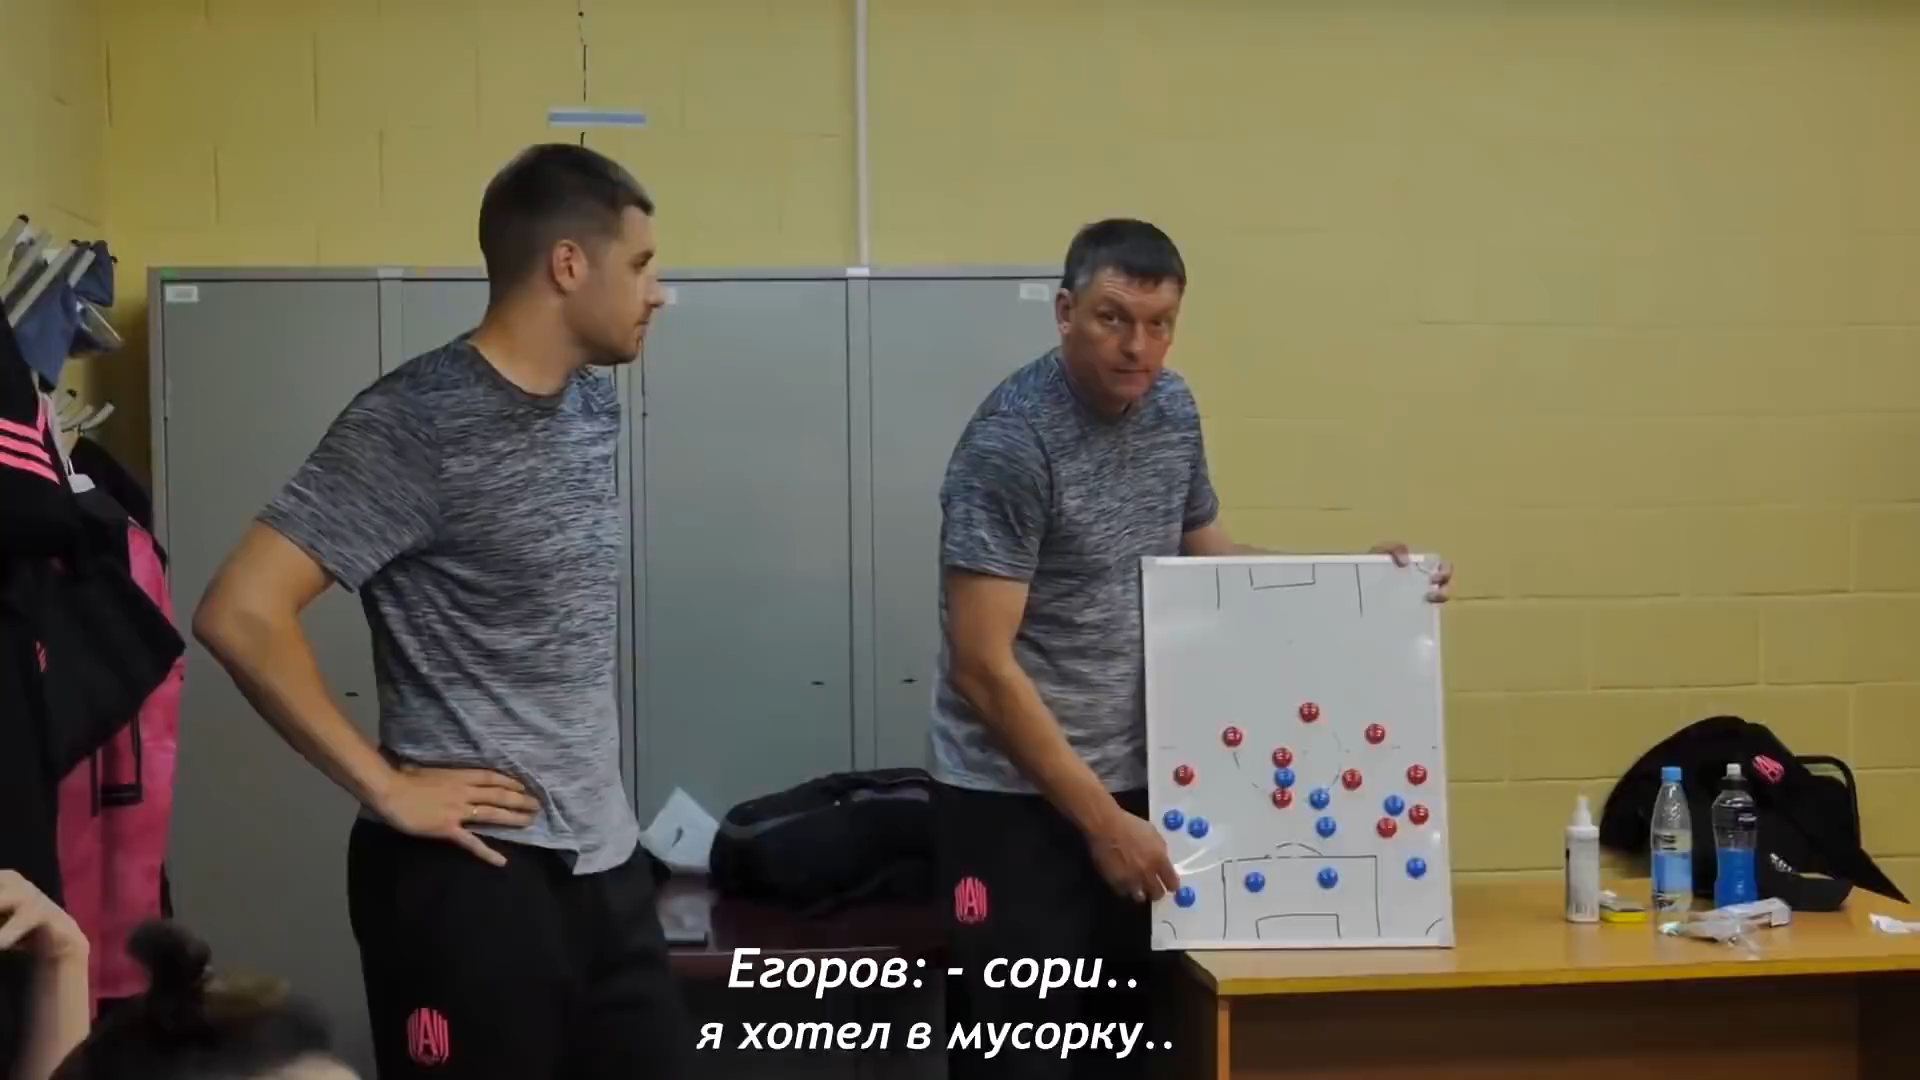 Егоров: - сори..
я хотел в мусорку..